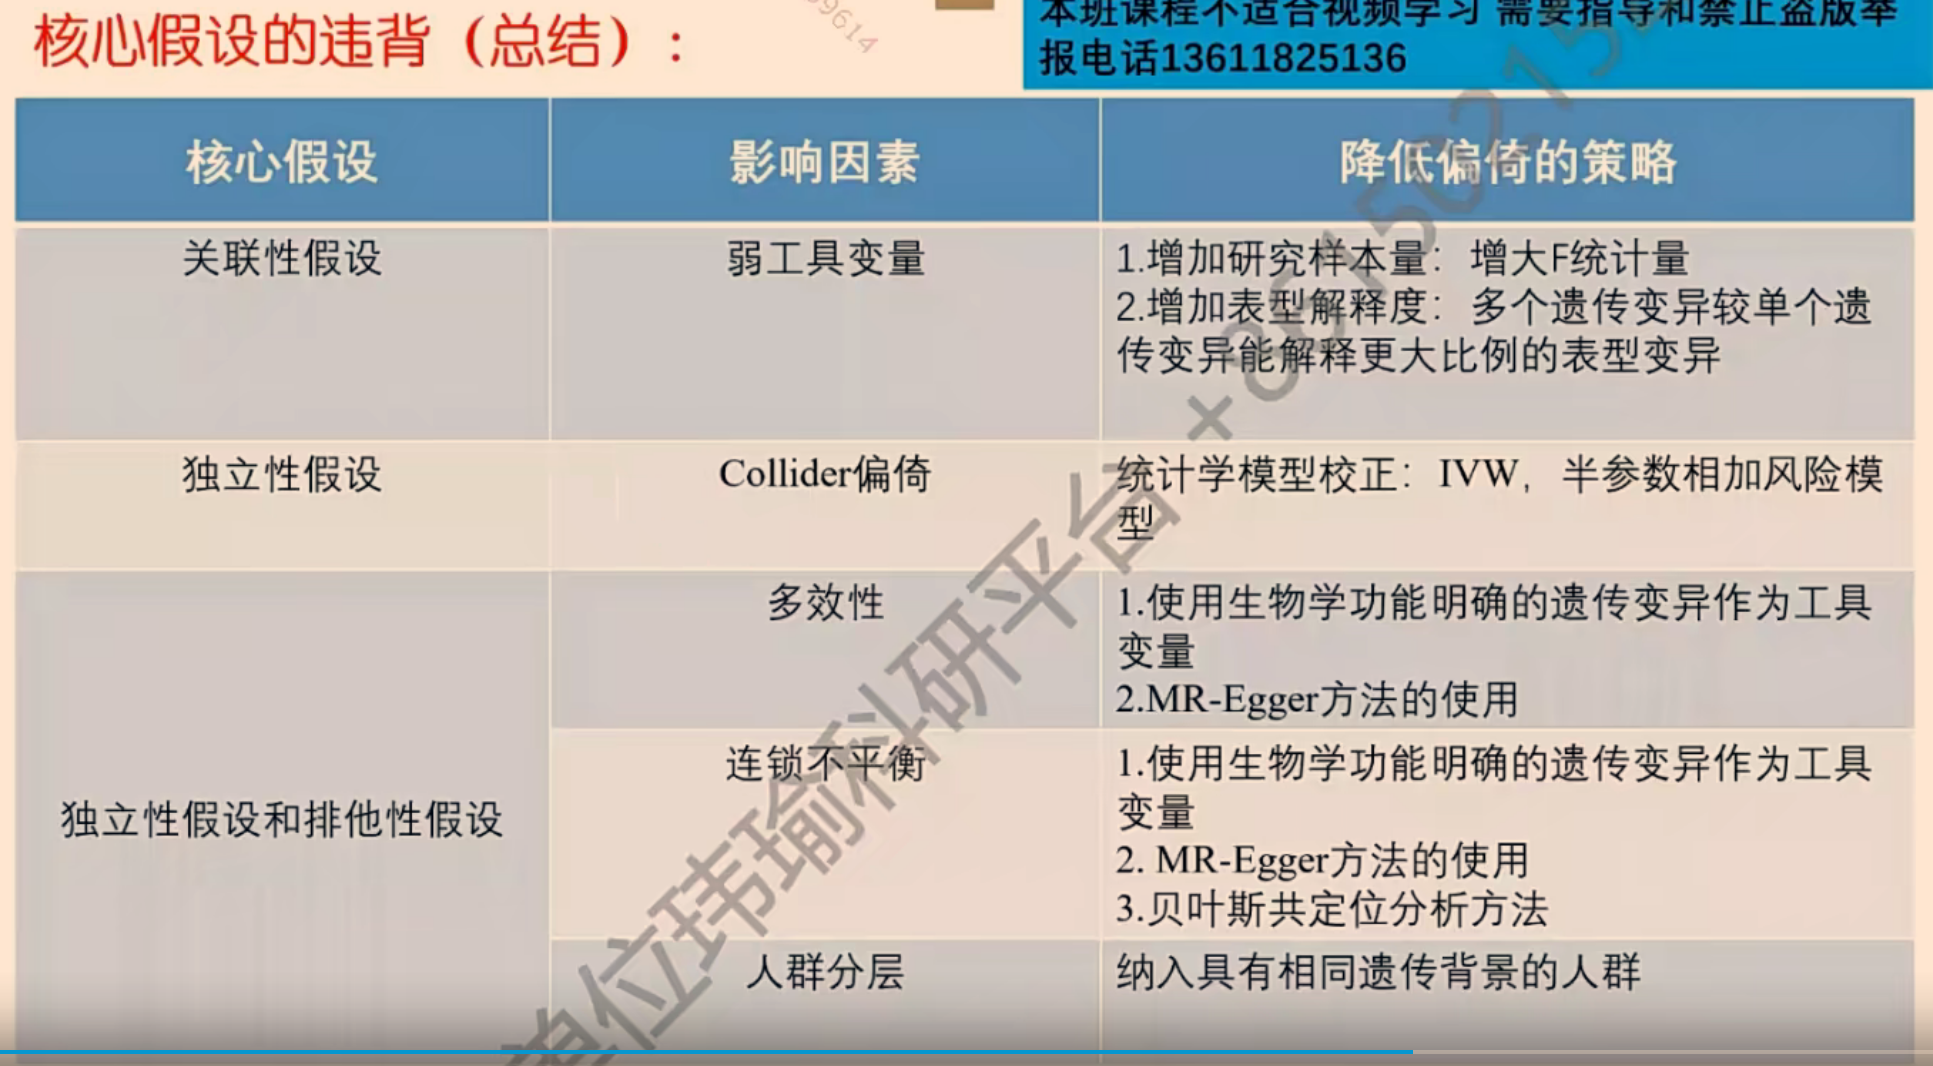 核心假设的违背（总结）：
本班课程不适合视频学习 需要指导和禁止盗版举
报电话13611825136
9614
核心假设 影响因素 降低偏倚的策略
关联性假设 弱工具变量 1.增加研究样本量：增大F统计量
2.增加表型解释度：多个遗传变异较单个遗
传变异能解释更大比例的表型变异
独立性假设 Collider偏倚 统计学模型校正：IVW，半参数相加风险模
型
独立性假设和排他性假设
多效性 1.使用生物学功能明确的遗传变异作为工具
变量
2.MR-Egger方法的使用
连锁不平衡 1.使用生物学功能明确的遗传变异作为工具
变量
2. MR-Egger方法的使用
3.贝叶斯共定位分析方法
人群分层 纳入具有相同遗传背景的人群
单位玮瑜科研平台 +861562152